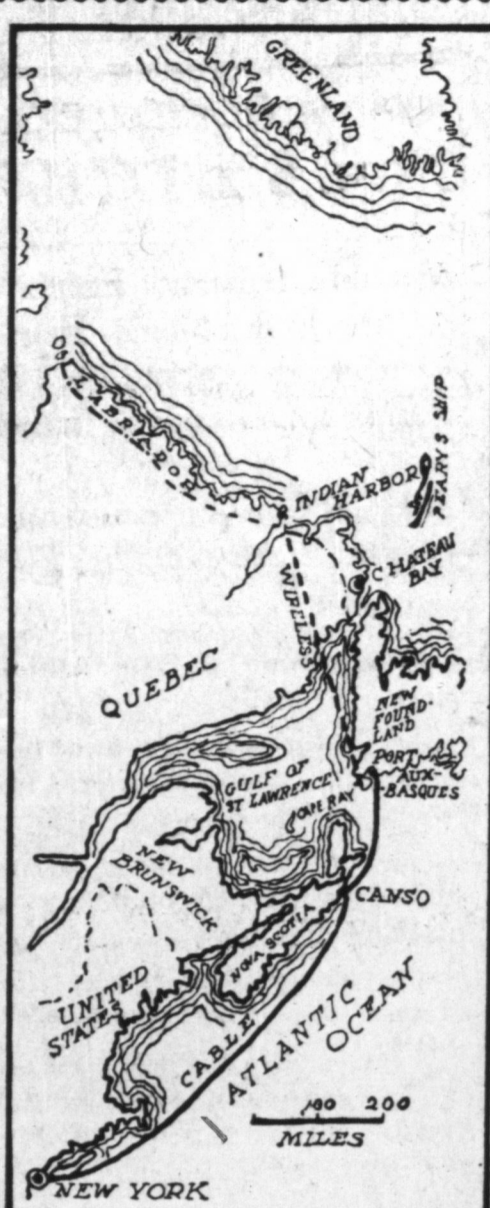 GREENLAND
LABRADOR
INDIAN
HARBOR
PEARY'S SHIP
CHATEAU
BAY
WIRELESS
QUEBEC
NEW
FOUND-
LAND
PORT
AUX-
BASQUES
GULF OF
ST LAWRENCE
CAPE RAY
NEW
BRUNSWICK
CANSO
NOVA SCOTIA
UNITED
STATES
CABLE
ATLANTIC
OCEAN
100 200
MILES
NEW YORK